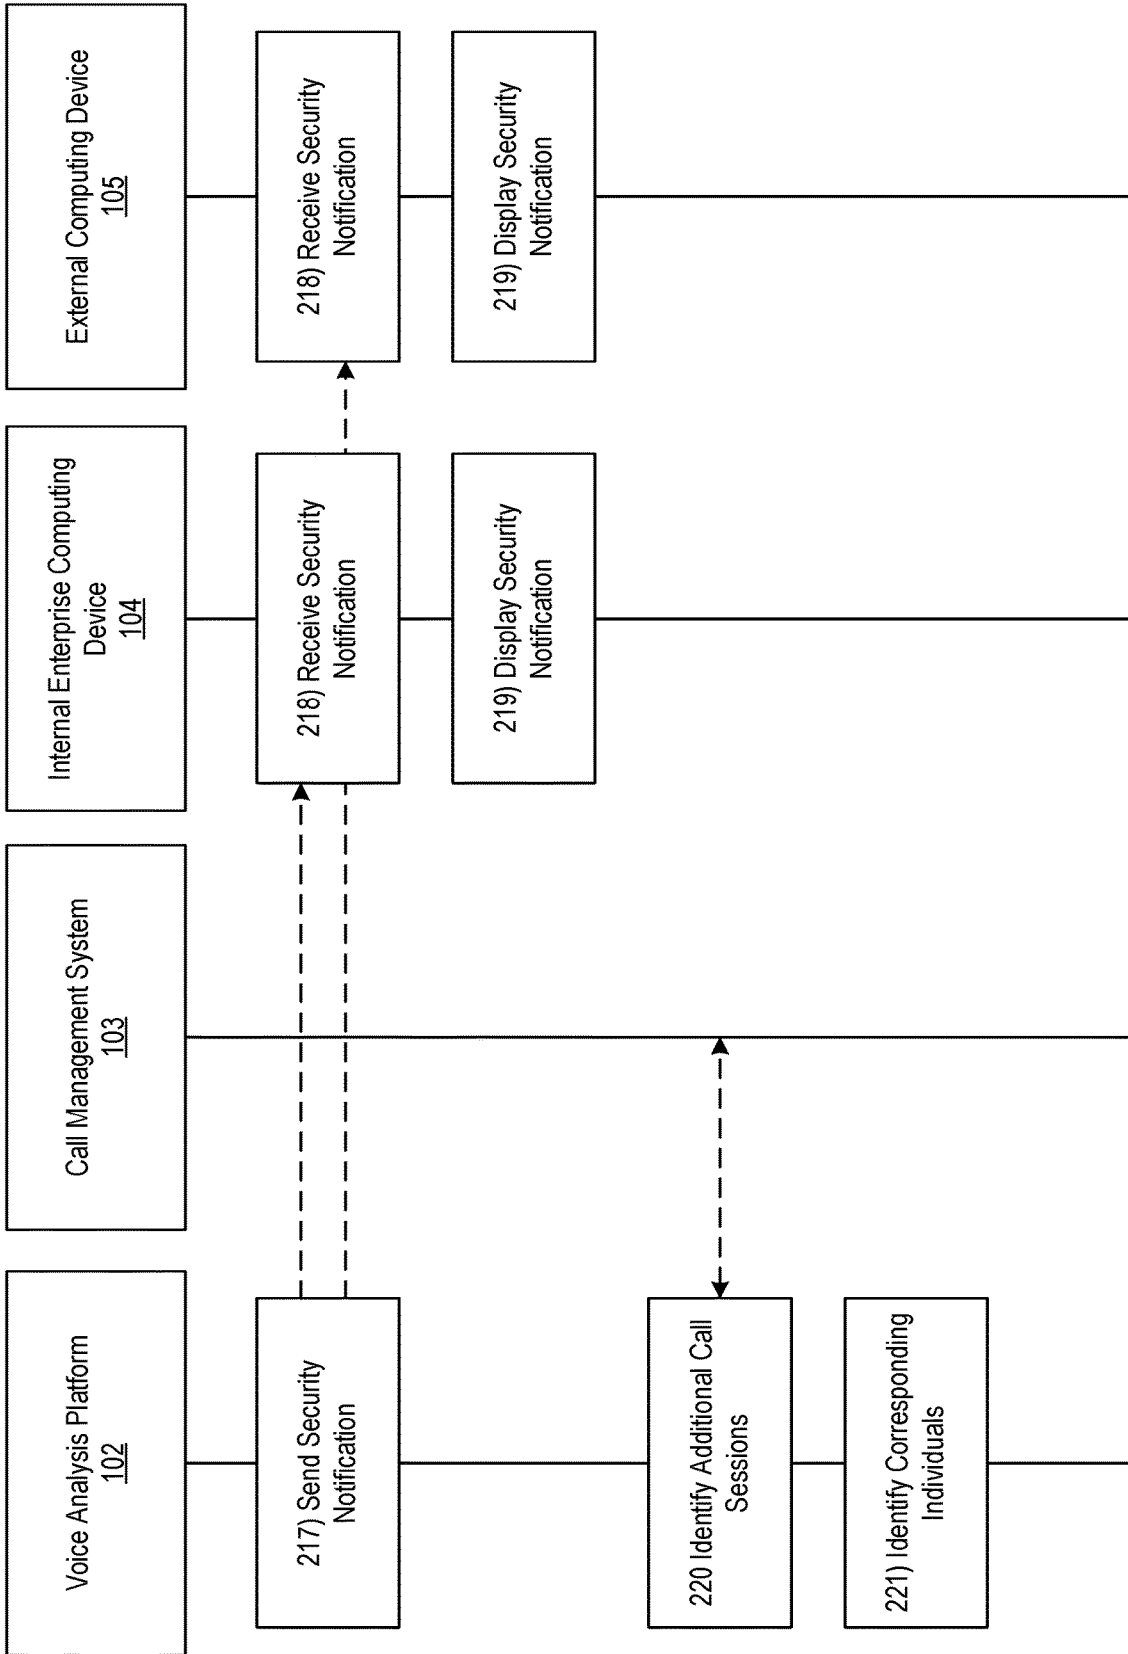 Voice Analysis Platform
102
Call Management System
103
Internal Enterprise Computing
Device
104
External Computing Device
105
217) Send Security
Notification
218) Receive Security
Notification
218) Receive Security
Notification
219) Display Security
Notification
219) Display Security
Notification
220 Identify Additional Call
Sessions
221) Identify Corresponding
Individuals